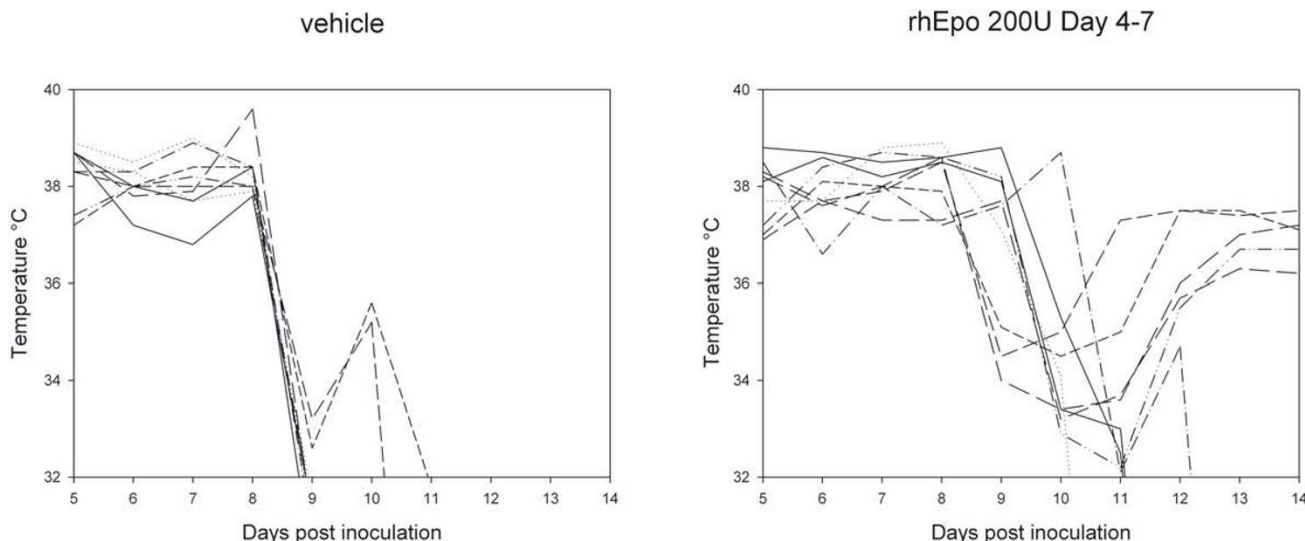 vehicle
rhEpo 200U Day 4-7
40
38
36
34
32
Temperature °C
5 6 7 8 9 10 11 12 13 14
Days post inoculation
40
38
36
34
32
Temperature °C
5 6 7 8 9 10 11 12 13 14
Days post inoculation